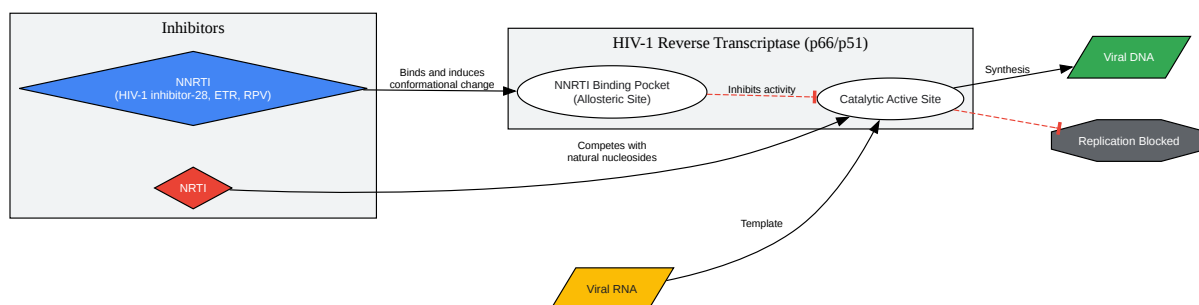 Inhibitors
NNRTI
(HIV-1 inhibitor-28, ETR, RPV)
NRTI
Binds and induces
conformational change
HIV-1 Reverse Transcriptase (p66/p51)
NNRTI Binding Pocket
(Allosteric Site)
Inhibits activity
Catalytic Active Site
Synthesis
Viral DNA
Replication Blocked
Competes with
natural nucleosides
Template
Viral RNA